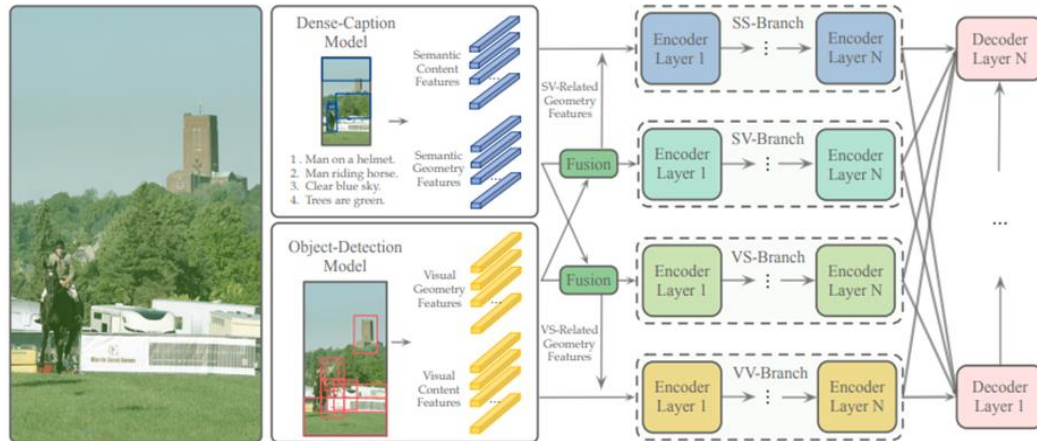 Dense-Caption
Model
Semantic
Content
Features
...
Semantic
Geometry
Features
...
1 . Man on a helmet.
2. Man riding horse.
3. Clear blue sky.
4. Trees are green.
Object-Detection
Model
Visual
Geometry
Features
...
Visual
Content
Features
...
SV-Related
Geometry
Features
Fusion
Fusion
VS-Related
Geometry
Features
SS-Branch
Encoder
Layer 1
...
Encoder
Layer N
SV-Branch
Encoder
Layer 1
...
Encoder
Layer N
VS-Branch
Encoder
Layer 1
...
Encoder
Layer N
VV-Branch
Encoder
Layer 1
...
Encoder
Layer N
Decoder
Layer N
...
Decoder
Layer 1